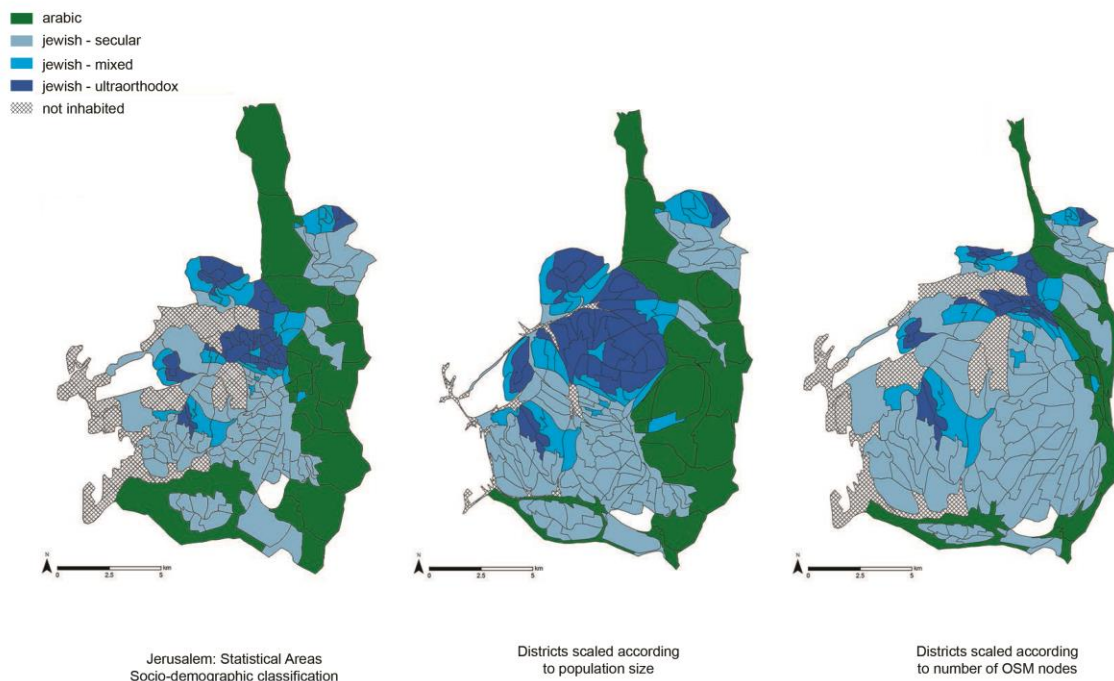 arabic
jewish - secular
jewish - mixed
jewish - ultraorthodox
not inhabited
N
0 2.5 5 km
N
0 2.5 5 km
N
0 2.5 5 km
Jerusalem: Statistical Areas
Socio-demographic classification
Districts scaled according
to population size
Districts scaled according
to number of OSM nodes